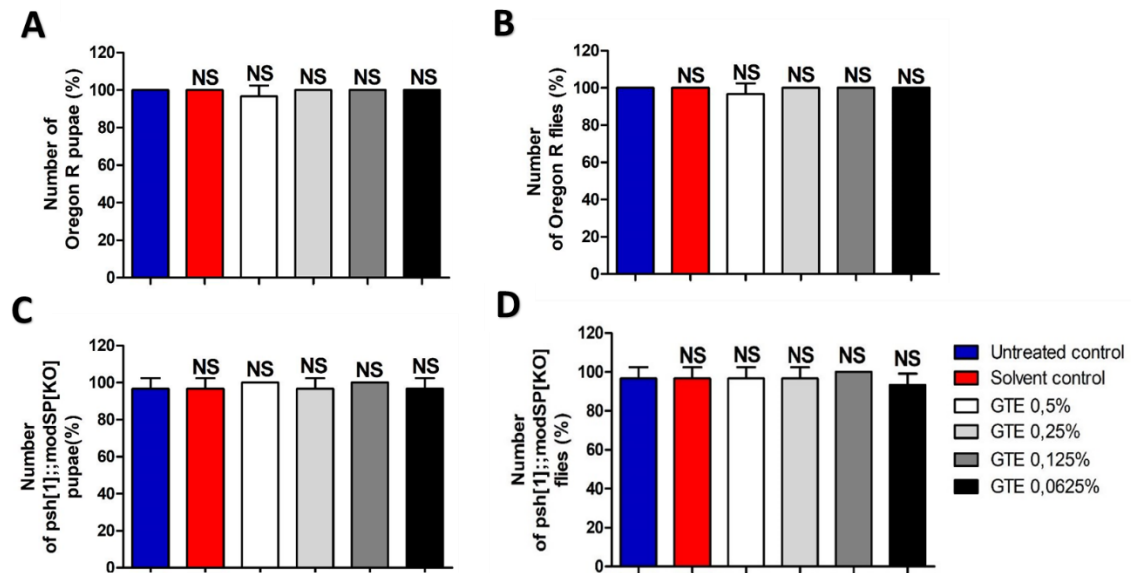 A
Number of
Oregon R pupae (%)
120
100
80
60
40
20
0
NS NS NS NS NS
B
Number
of Oregon R flies (%)
120
100
80
60
40
20
0
NS NS NS NS NS
C
Number
of psh[1];;modSP[KO]
pupae(%)
120
100
80
60
40
20
0
NS NS NS NS NS
D
Number
of psh[1];;modSP[KO]
flies (%)
120
100
80
60
40
20
0
NS NS NS NS NS
Untreated control
Solvent control
GTE 0,5%
GTE 0,25%
GTE 0,125%
GTE 0,0625%